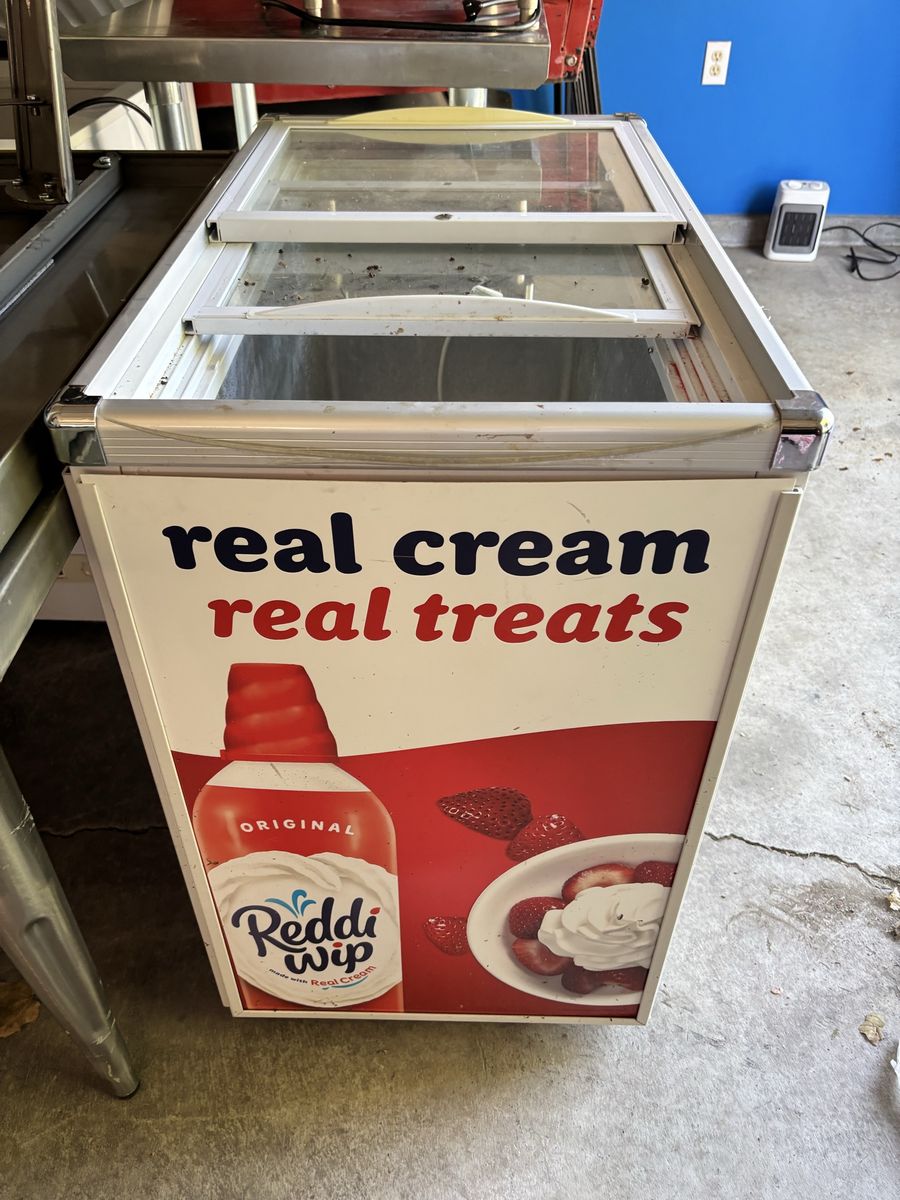 real cream
real treats
ORIGINAL
Reddi
wip
made with Real Cream